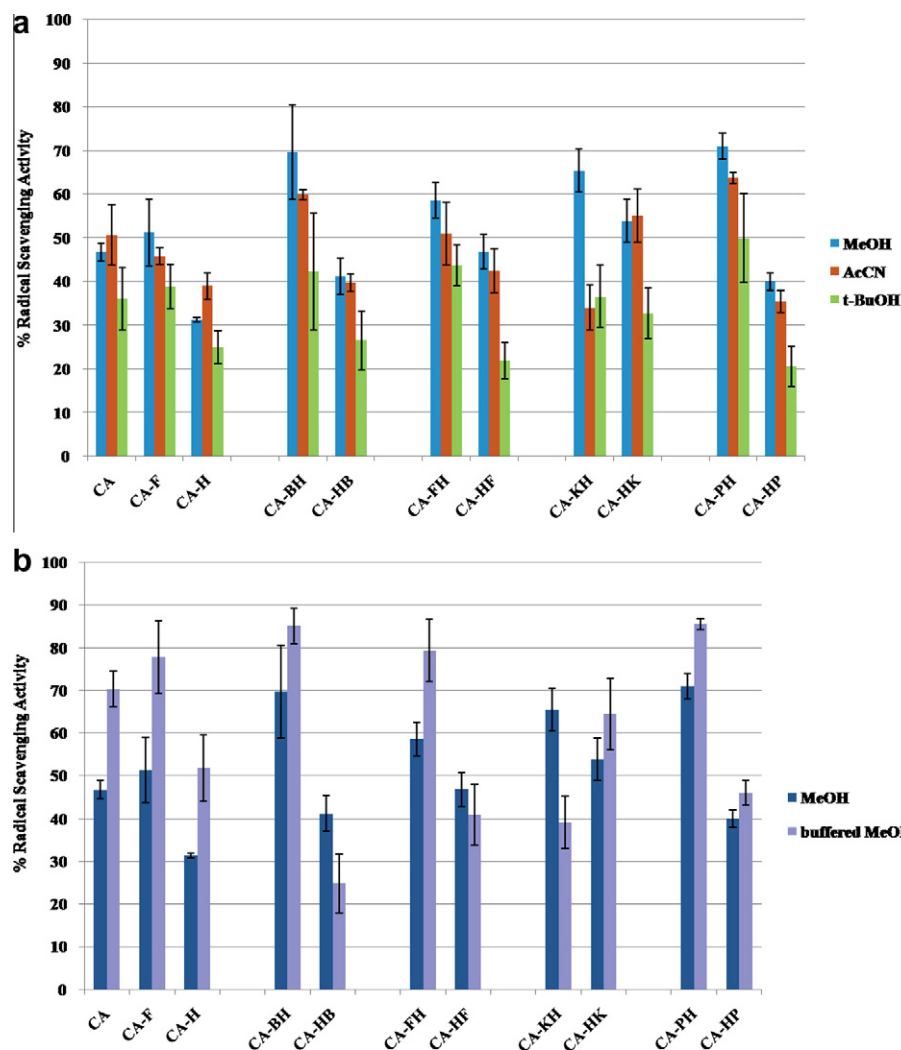 a
% Radical Scavenging Activity
100
90
80
70
60
50
40
30
20
10
0
CA
CA-F
CA-H
CA-BH
CA-HB
CA-FH
CA-HF
CA-KH
CA-HK
CA-PH
CA-HP
MeOH
AcCN
t-BuOH
b
% Radical Scavenging Activity
100
90
80
70
60
50
40
30
20
10
0
CA
CA-F
CA-H
CA-BH
CA-HB
CA-FH
CA-HF
CA-KH
CA-HK
CA-PH
CA-HP
MeOH
buffered MeO